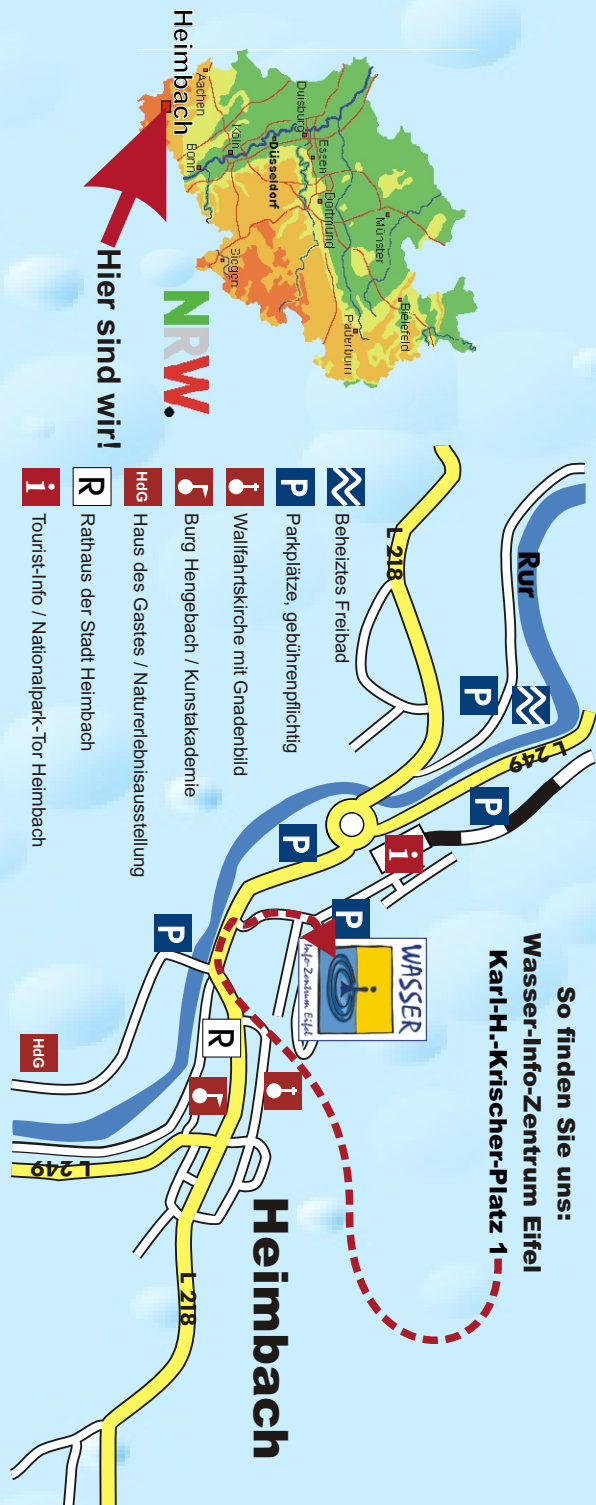 So finden Sie uns:
Wasser-Info-Zentrum Eifel
Karl-H.-Krischer-Platz 1
Heimbach
Aachen
Köln
Bonn
Duisburg
Essen
Düsseldorf
Dortmund
Münster
Siegen
Bielefeld
Paderborn
Hier sind wir!
NRW.
Rur
L 218
L 249
P
P
P
P
P
i
WASSER
Info-Zentrum Eifel
R
HdG
L 249
L 218
Heimbach
Beheiztes Freibad
P Parkplätze, gebührenpflichtig
Wallfahrtskirche mit Gnadenbild
Burg Hengebach / Kunstakademie
HdG Haus des Gastes / Naturerlebnisausstellung
R Rathaus der Stadt Heimbach
i Tourist-Info / Nationalpark-Tor Heimbach